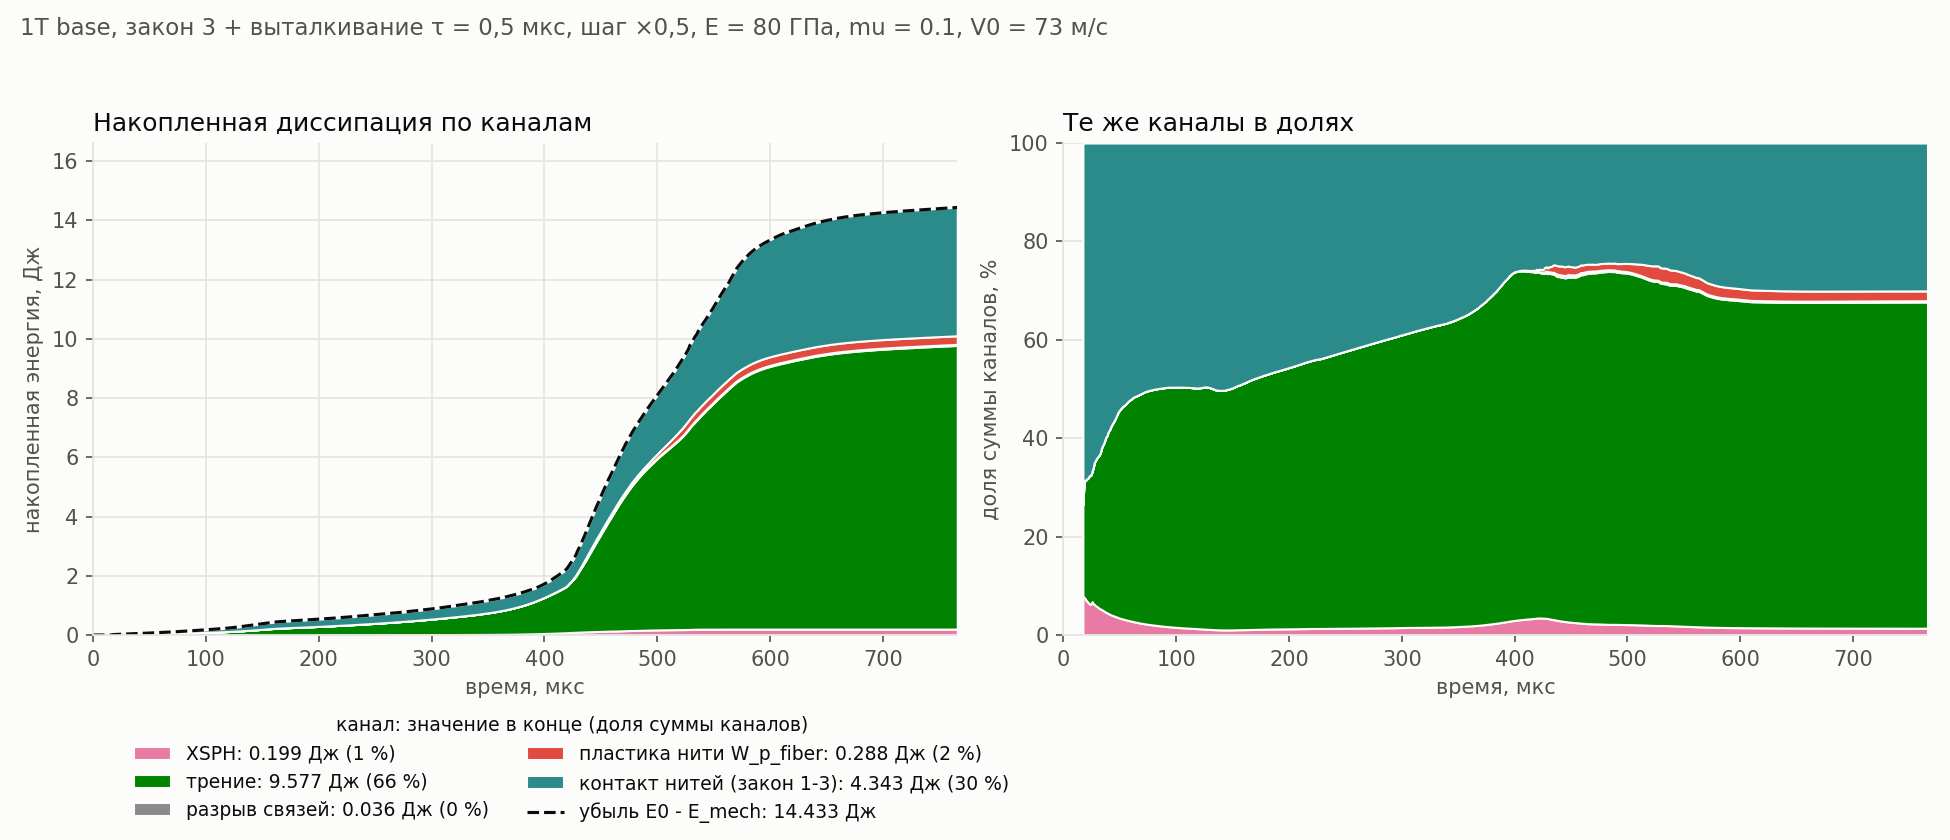 1T base, закон 3 + выталкивание τ = 0,5 мкс, шаг ×0,5, E = 80 ГПа, mu = 0.1, V0 = 73 м/с
Накопленная диссипация по каналам
накопленная энергия, Дж
16
14
12
10
8
6
4
2
0
0 100 200 300 400 500 600 700
время, мкс
Те же каналы в долях
доля суммы каналов, %
100
80
60
40
20
0
0 100 200 300 400 500 600 700
время, мкс
канал: значение в конце (доля суммы каналов)
XSPH: 0.199 Дж (1 %)
трение: 9.577 Дж (66 %)
разрыв связей: 0.036 Дж (0 %)
пластика нити W_p_fiber: 0.288 Дж (2 %)
контакт нитей (закон 1-3): 4.343 Дж (30 %)
убыль E0 - E_mech: 14.433 Дж